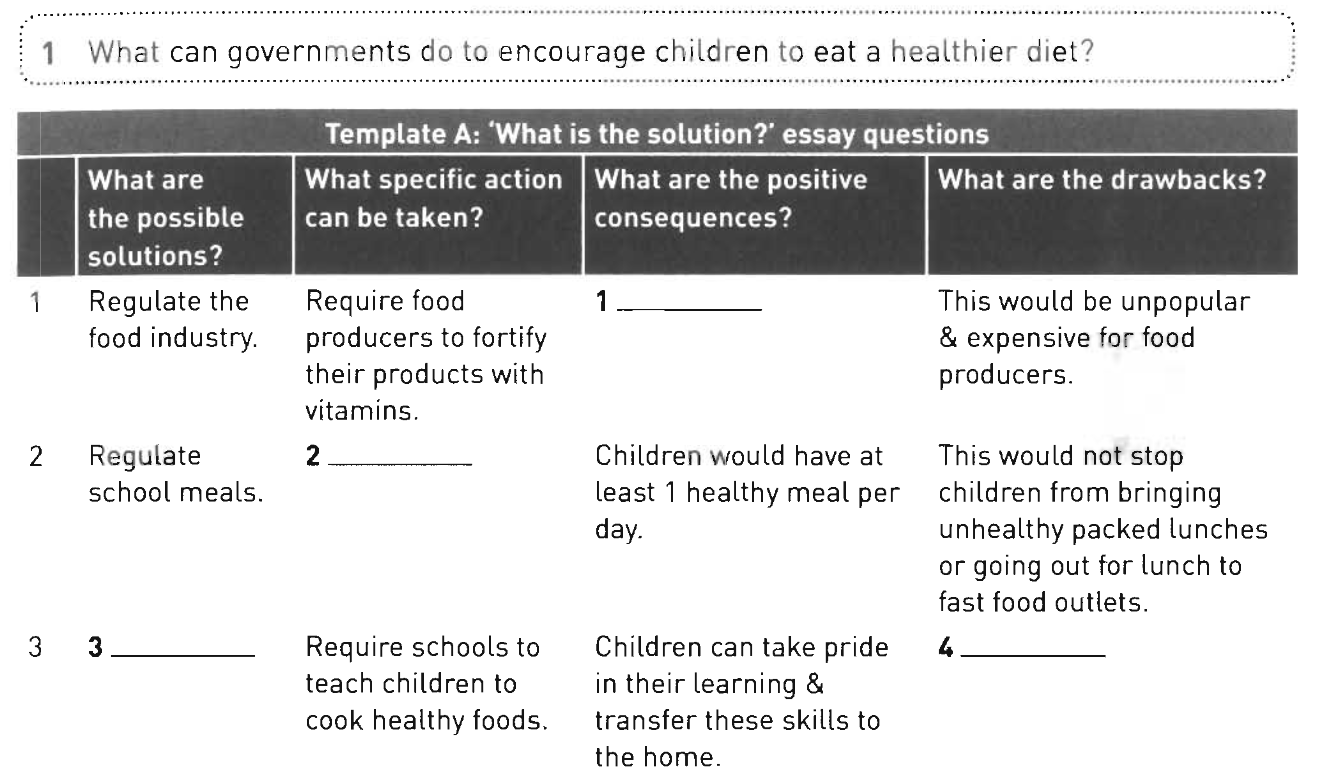 1 What can governments do to encourage children to eat a healthier diet?
Template A: ‘What is the solution?’ essay questions
What are
the possible
solutions?
What specific action
can be taken?
What are the positive
consequences?
What are the drawbacks?
1
Regulate the
food industry.
Require food
producers to fortify
their products with
vitamins.
1 __________
This would be unpopular
& expensive for food
producers.
2
Regulate
school meals.
2 __________
Children would have at
least 1 healthy meal per
day.
This would not stop
children from bringing
unhealthy packed lunches
or going out for lunch to
fast food outlets.
3
3 __________
Require schools to
teach children to
cook healthy foods.
Children can take pride
in their learning &
transfer these skills to
the home.
4 __________